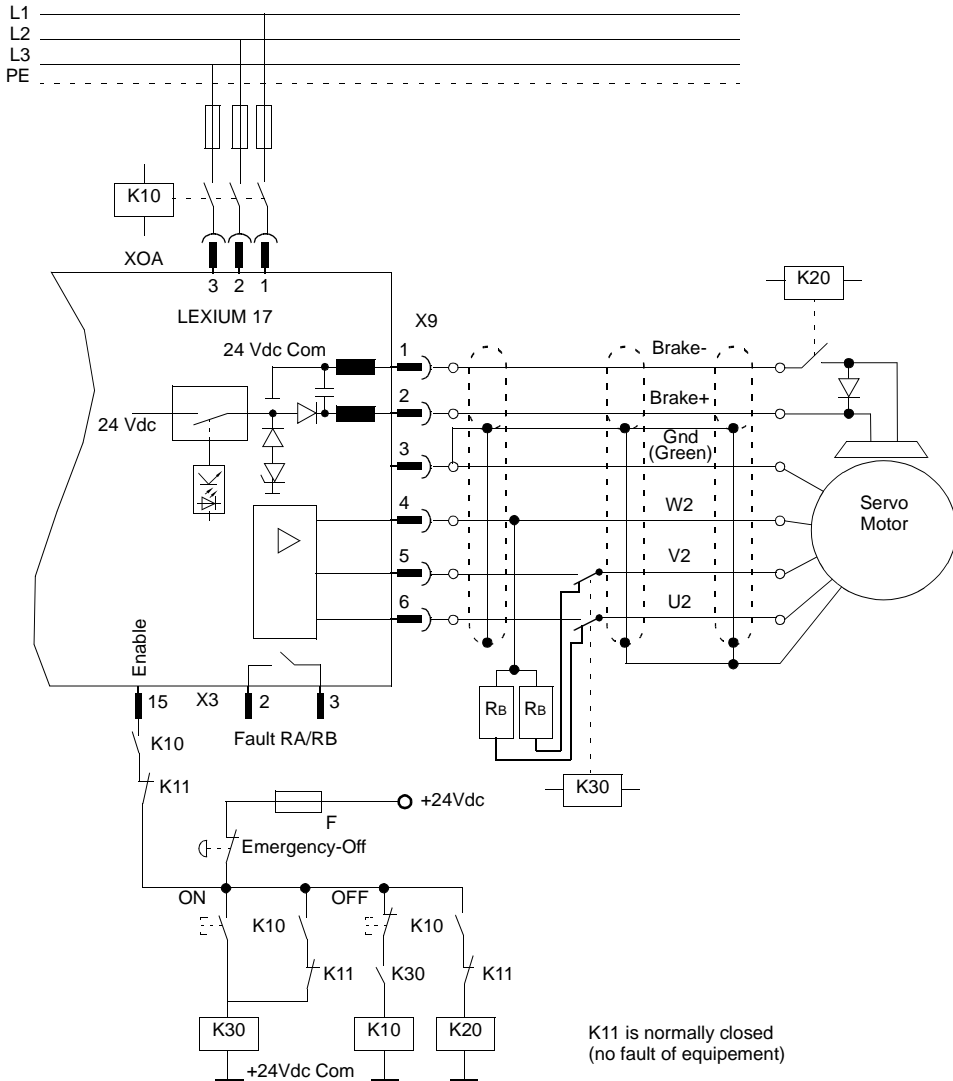 L1
L2
L3
PE
K10
XOA
3 2 1
LEXIUM 17
X9
K20
24 Vdc Com
1
Brake-
24 Vdc
2
Brake+
3
Gnd
(Green)
4
W2
Servo
Motor
5
V2
6
U2
Enable
15
X3
2
3
Fault RA/RB
RB
RB
K10
K11
K30
+24Vdc
F
Emergency-Off
ON
OFF
K10
K10
K11
K30
K11
K30
K10
K20
+24Vdc Com
K11 is normally closed
(no fault of equipement)